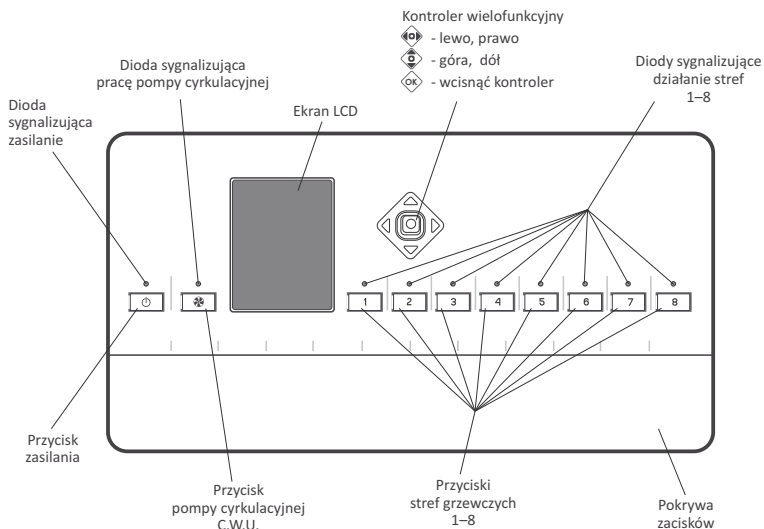 Kontroler wielofunkcyjny
- lewo, prawo
- góra, dół
OK - wcisnąć kontroler
Dioda sygnalizująca
pracę pompy cyrkulacyjnej
Diody sygnalizujące
działanie stref
1–8
Dioda
sygnalizująca
zasilanie
Ekran LCD
1 2 3 4 5 6 7 8
Przycisk
zasilania
Przycisk
pompy cyrkulacyjnej
C.W.U.
Przyciski
stref grzewczych
1–8
Pokrywa
zacisków